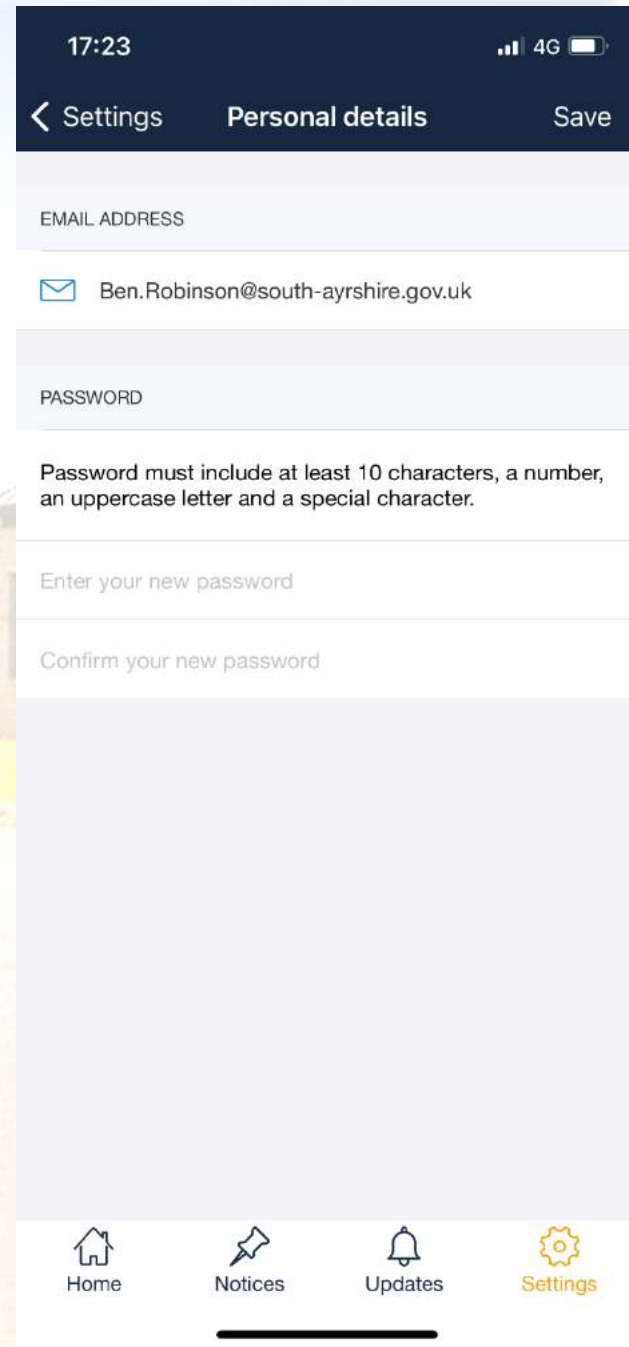 17:23 4G
Settings Personal details Save
EMAIL ADDRESS
Ben.Robinson@south-ayrshire.gov.uk
PASSWORD
Password must include at least 10 characters, a number,
an uppercase letter and a special character.
Enter your new password
Confirm your new password
Home Notices Updates Settings